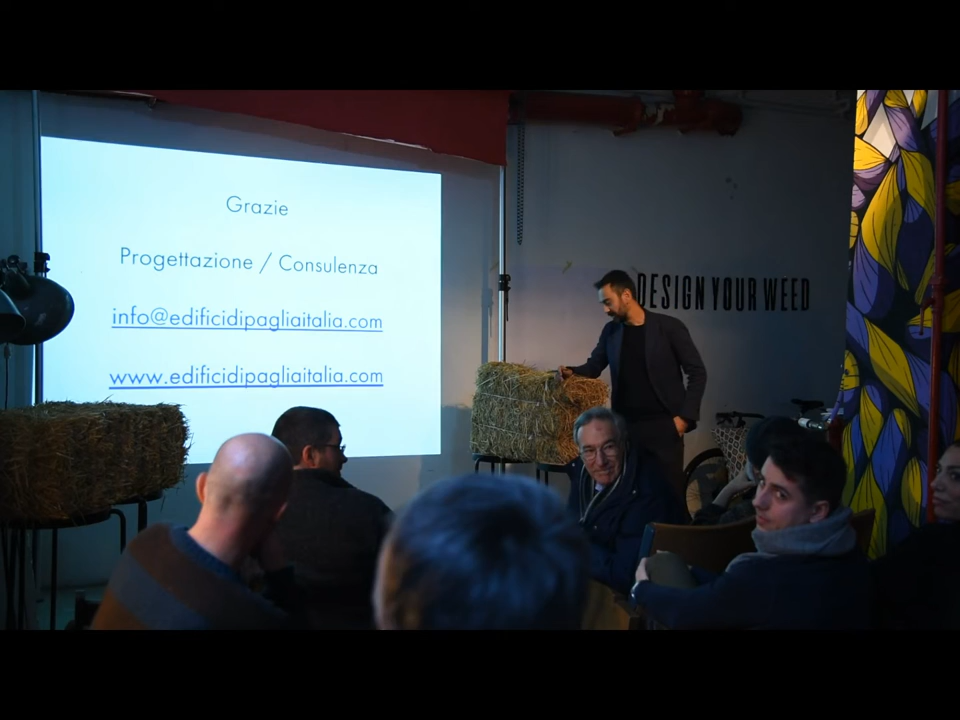 Grazie
Progettazione / Consulenza
info@edificidipagliaitalia.com
www.edificidipagliaitalia.com
DESIGN YOUR WEED